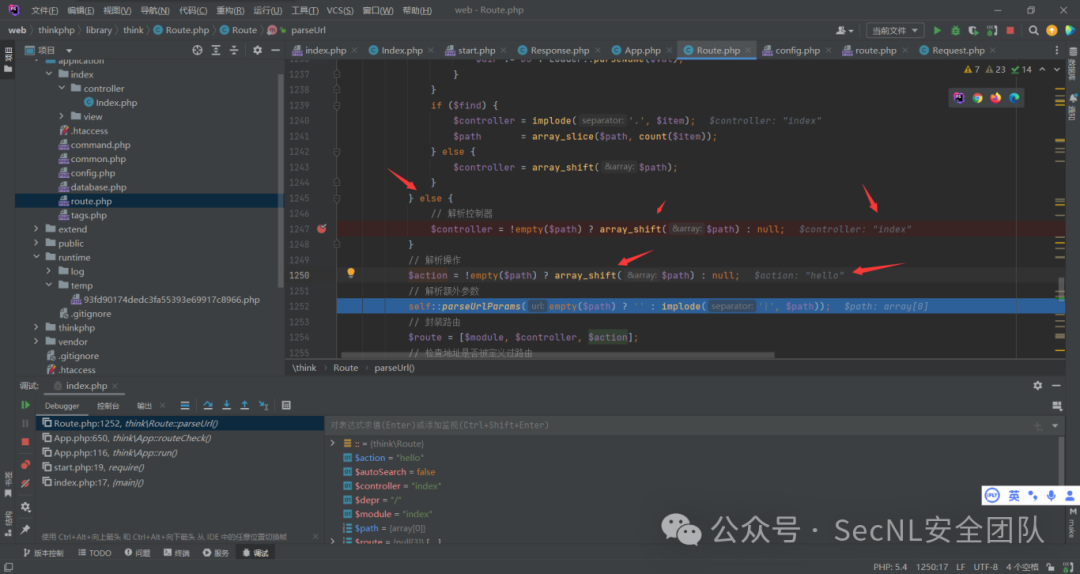 文件(F) 编辑(E) 视图(V) 导航(N) 代码(C) 重构(R) 运行(U) 工具(T) VCS(S) 窗口(W) 帮助(H) web - Route.php
web thinkphp library think Route.php Route parseUrl 当前文件
项目 index.php Index.php start.php Response.php App.php Route.php config.php route.php Request.php
application
index
controller
Index.php
view
.htaccess
command.php
common.php
config.php
database.php
route.php
tags.php
extend
public
runtime
log
temp
93fd90174dedc3fa55393e69917c8966.php
.gitignore
thinkphp
vendor
.gitignore
.htaccess
7 23 14
1237 }
1238 }
1239 if ($find) {
1240 $controller = implode( separator: '.', $item); $controller: "index"
1241 $path = array_slice($path, count($item));
1242 } else {
1243 $controller = array_shift( &array: $path);
1244 }
1245 } else {
1246 // 解析控制器
1247 $controller = !empty($path) ? array_shift( &array: $path) : null; $controller: "index"
1248 }
1249 // 解析操作
1250 $action = !empty($path) ? array_shift( &array: $path) : null; $action: "hello"
1251 // 解析额外参数
1252 self::parseUrlParams( url: empty($path) ? '' : implode( separator: '|', $path)); $path: array[0]
1253 // 封装路由
1254 $route = [$module, $controller, $action];
1255 // 检查地址是否被定义过路由
\think Route parseUrl()
调试: index.php
Debugger 控制台 输出
Route.php:1252, think\Route::parseUrl()
App.php:650, think\App::routeCheck()
App.php:116, think\App::run()
start.php:19, require()
index.php:17, {main}()
使用 Ctrl+Alt+向上箭头 和 Ctrl+Alt+向下箭头 从 IDE 中的任意位置切换帧
对表达式求值(Enter)或添加监视(Ctrl+Shift+Enter)
:: = {think\Route}
$action = "hello"
$autoSearch = false
$controller = "index"
$depr = "/"
$module = "index"
$path = {array[0]}
$route = {null[3]} [...]
英
公众号 · SecNL安全团队
版本控制 TODO 问题 终端 服务 调试
PHP: 5.4 1250:17 LF UTF-8 4 个空格
数据库
通知
make
书签
结构
项目